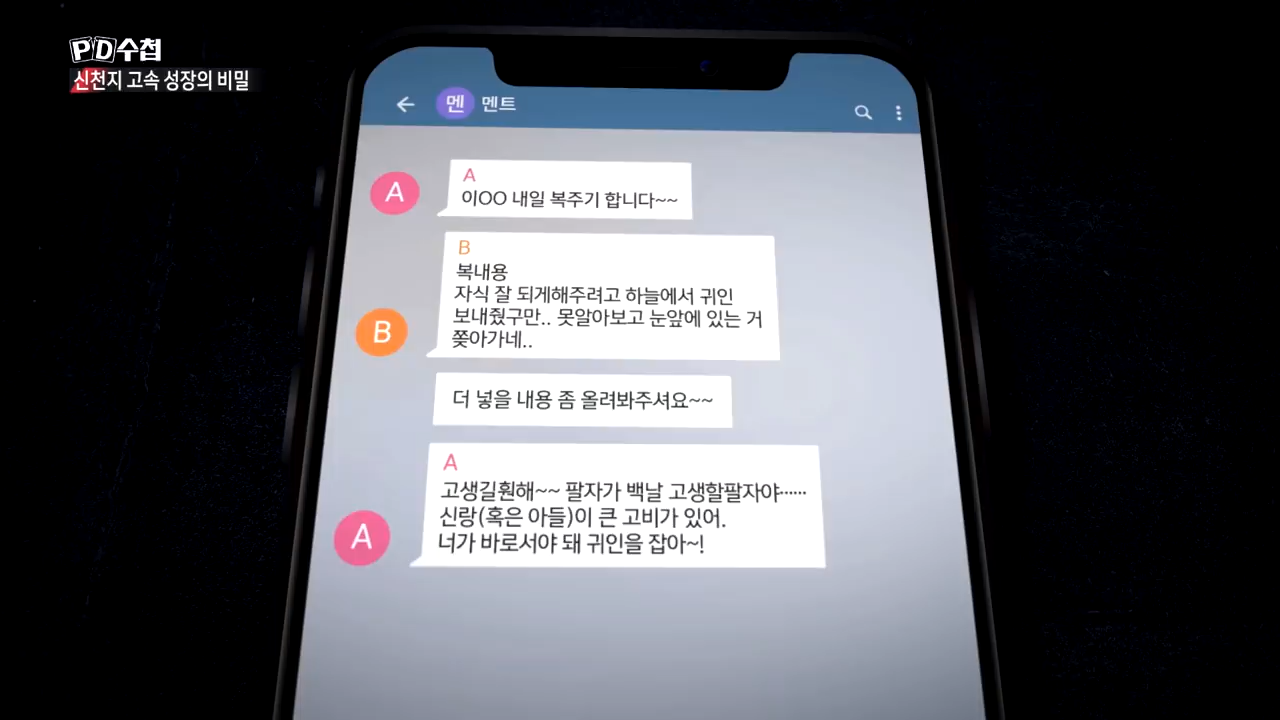 PD수첩
신천지 고속 성장의 비밀
멘 멘트
A
이OO 내일 복주기 합니다~~
A
B
복내용
자식 잘 되게해주려고 하늘에서 귀인
보내줬구만.. 못알아보고 눈앞에 있는 거
쫒아가네..
B
더 넣을 내용 좀 올려봐주셔요~~
A
고생길훤해~~ 팔자가 백날 고생할팔자야······
신랑(혹은 아들)이 큰 고비가 있어.
너가 바로서야 돼 귀인을 잡아~!
A